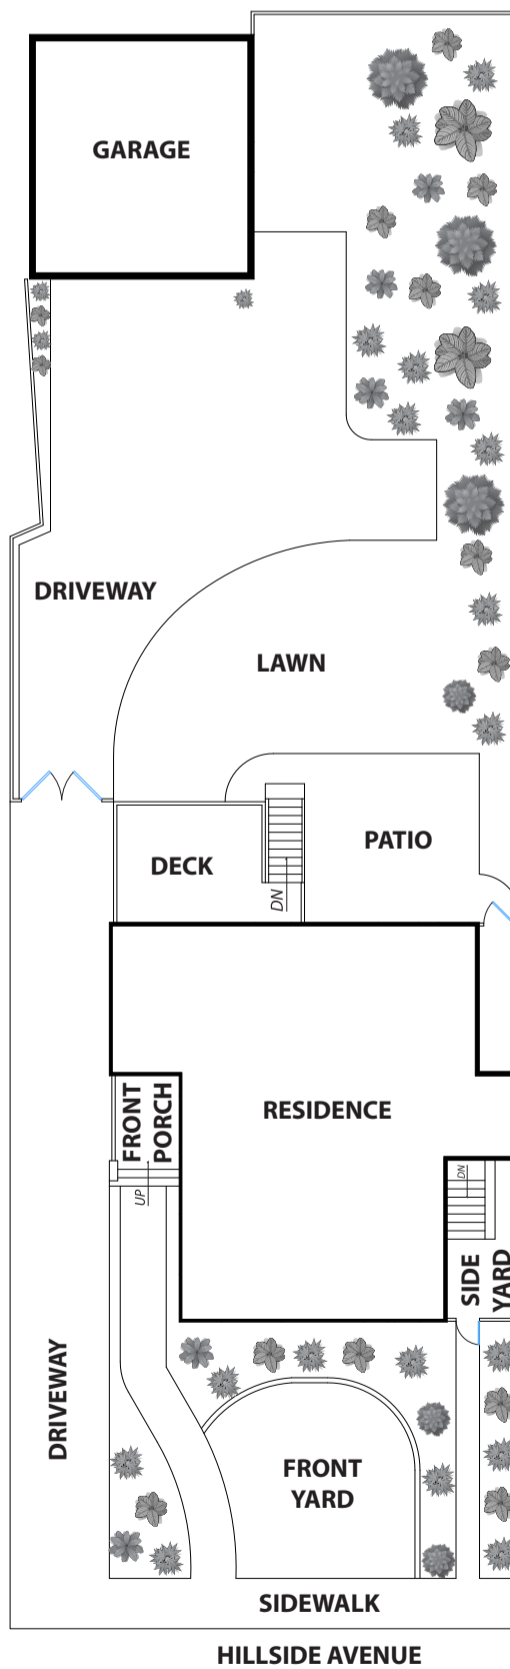 GARAGE
DRIVEWAY
LAWN
PATIO
DECK
DN
RESIDENCE
FRONT
PORCH
UP
DN
SIDE
YARD
DRIVEWAY
FRONT
YARD
SIDEWALK
HILLSIDE AVENUE